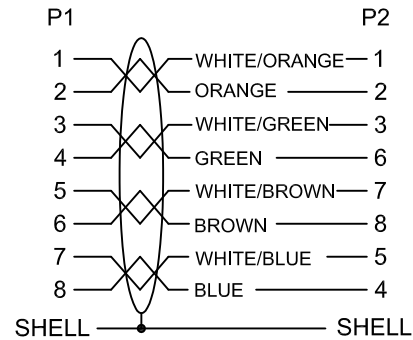 P1 P2
1 WHITE/ORANGE 1
2 ORANGE 2
3 WHITE/GREEN 3
4 GREEN 6
5 WHITE/BROWN 7
6 BROWN 8
7 WHITE/BLUE 5
8 BLUE 4
SHELL SHELL